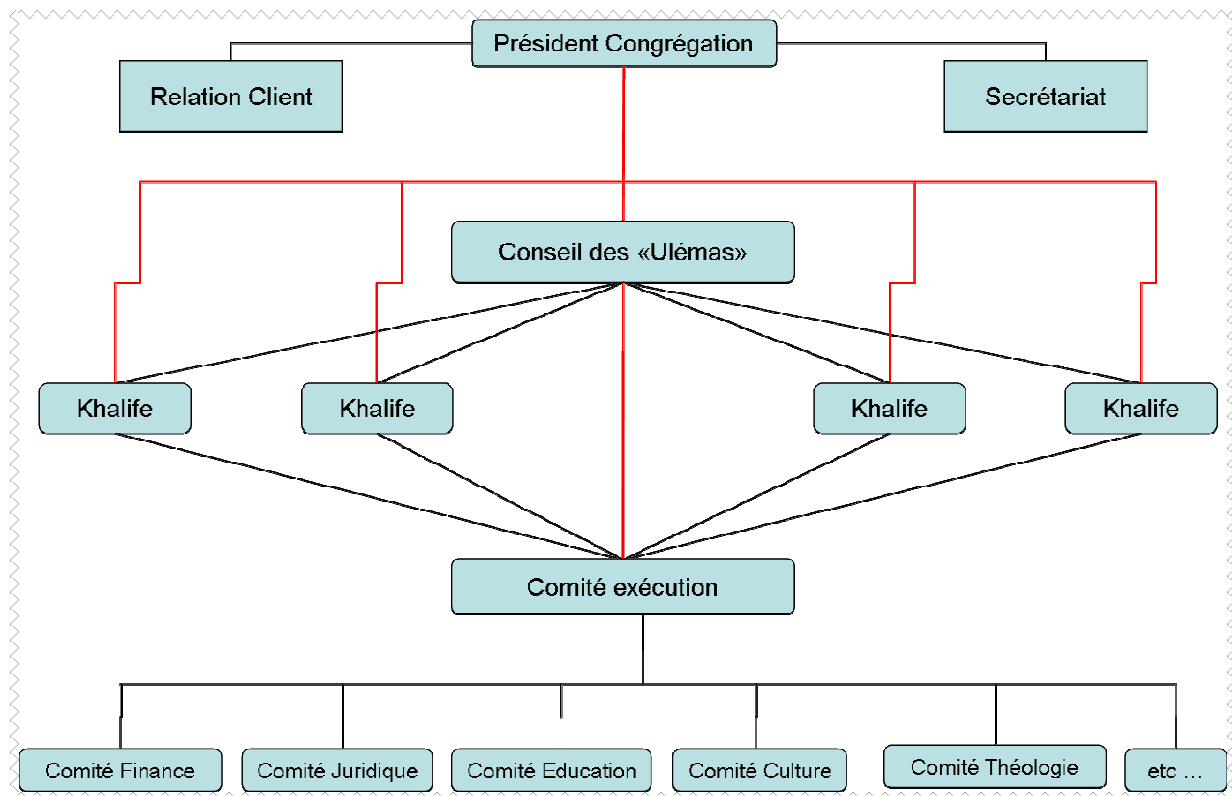 Président Congrégation
Relation Client
Secrétariat
Conseil des «Ulémas»
Khalife
Khalife
Khalife
Khalife
Comité exécution
Comité Finance
Comité Juridique
Comité Education
Comité Culture
Comité Théologie
etc ...